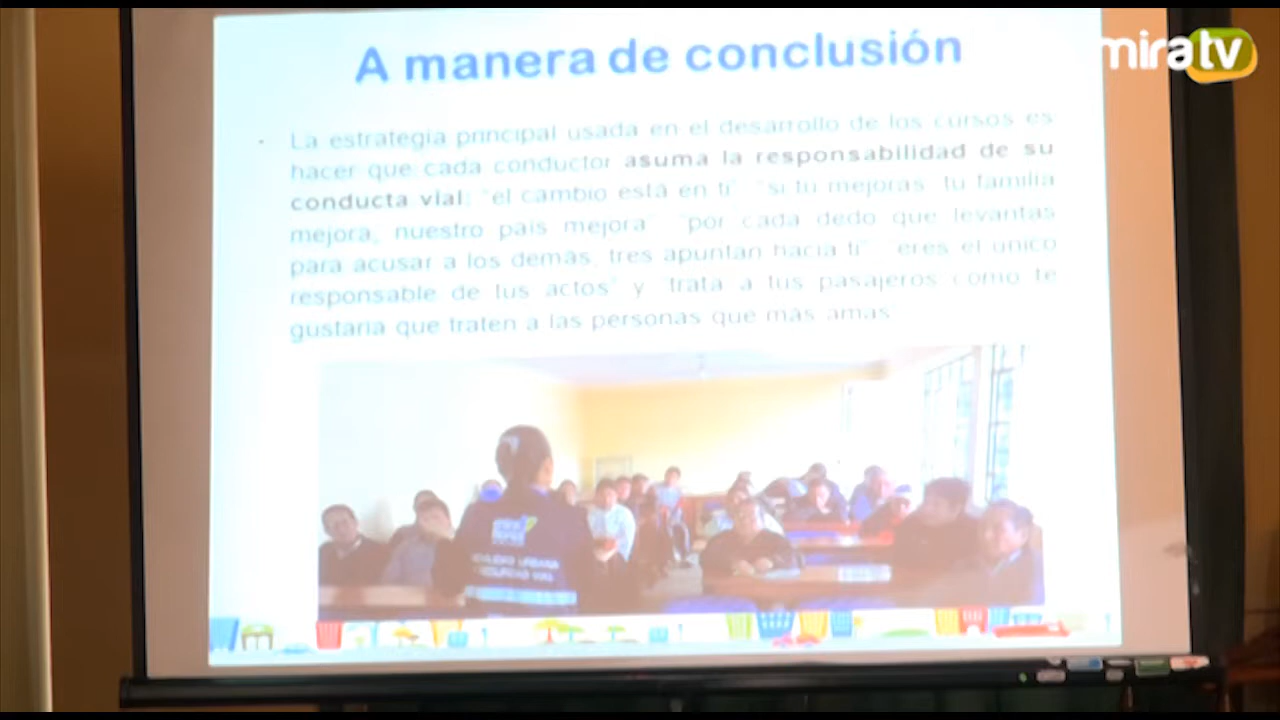 A manera de conclusión
miratv
· La estrategia principal usada en el desarrollo de los cursos es
hacer que cada conductor asuma la responsabilidad de su
conducta vial: "el cambio está en ti" "si tu mejoras tu familia
mejora, nuestro país mejora" "por cada dedo que levantas
para acusar a los demás, tres apuntan hacia ti" "eres el único
responsable de tus actos" y "trata a tus pasajeros como te
gustaría que traten a las personas que más amas"